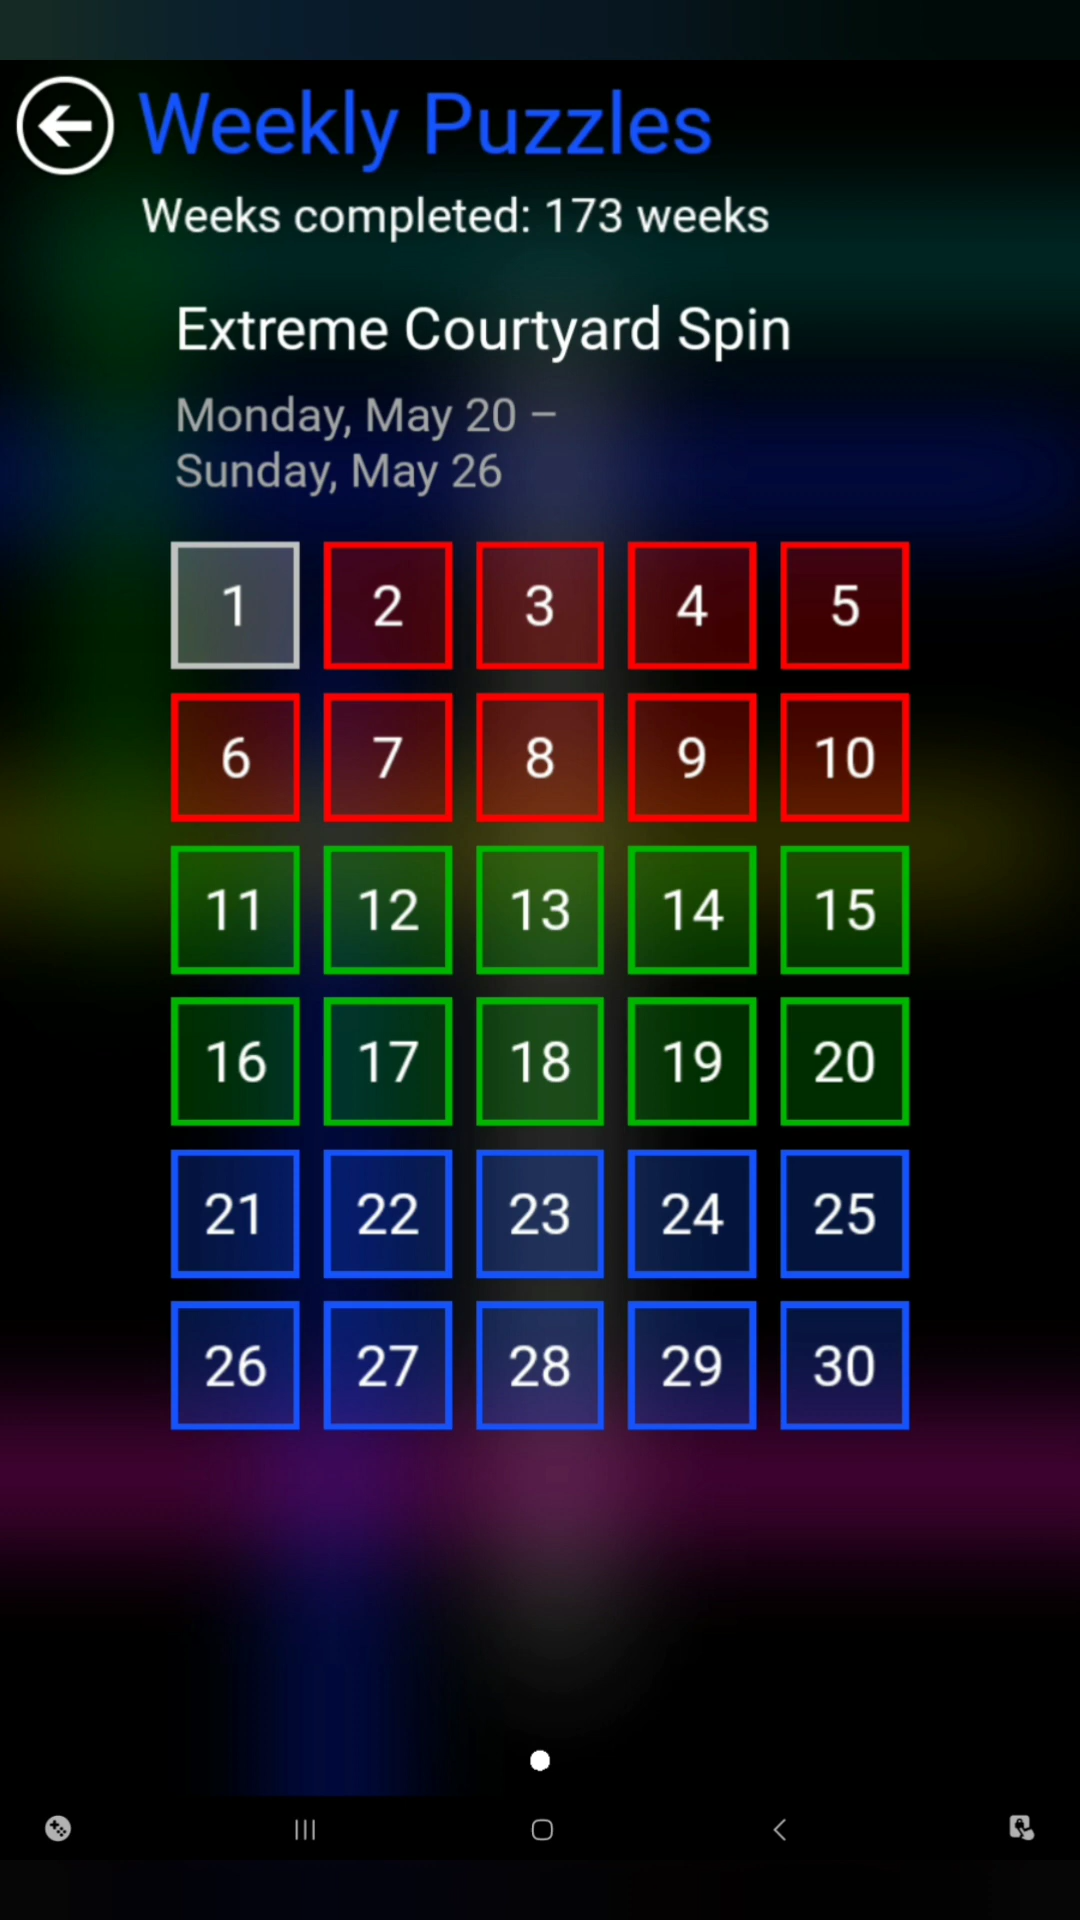 Weekly Puzzles
Weeks completed: 173 weeks
Extreme Courtyard Spin
Monday, May 20 –
Sunday, May 26
1 2 3 4 5
6 7 8 9 10
11 12 13 14 15
16 17 18 19 20
21 22 23 24 25
26 27 28 29 30